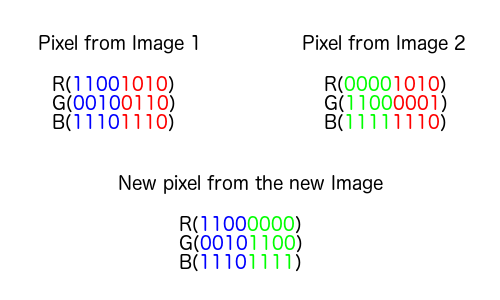 Pixel from Image 1
Pixel from Image 2
R(11001010)
R(00001010)
G(00100110)
G(11000001)
B(11101110)
B(11111110)
New pixel from the new Image
R(11000000)
G(00101100)
B(11101111)